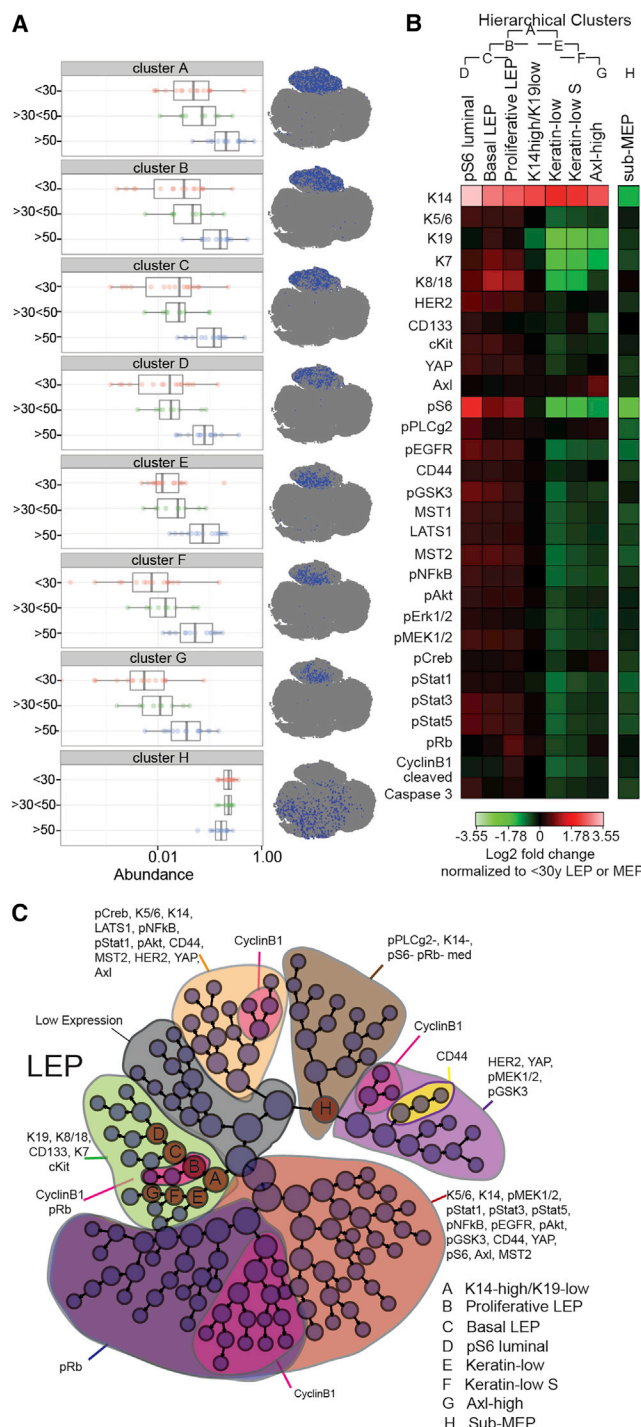 A
cluster A
<30
>30<50
>50
cluster B
<30
>30<50
>50
cluster C
<30
>30<50
>50
cluster D
<30
>30<50
>50
cluster E
<30
>30<50
>50
cluster F
<30
>30<50
>50
cluster G
<30
>30<50
>50
cluster H
<30
>30<50
>50
0.01
1.00
Abundance
B
Hierarchical Clusters
A
B
E
C
F
D
G
H
pS6 luminal
Basal LEP
Proliferative LEP
K14high/K19low
Keratin-low
Keratin-low S
Axl-high
sub-MEP
K14
K5/6
K19
K7
K8/18
HER2
CD133
cKit
YAP
Axl
pS6
pPLCg2
pEGFR
CD44
pGSK3
MST1
LATS1
MST2
pNFkB
pAkt
pErk1/2
pMEK1/2
pCreb
pStat1
pStat3
pStat5
pRb
CyclinB1
cleaved
Caspase 3
-3.55 -1.78 0 1.78 3.55
Log2 fold change
normalized to <30y LEP or MEP
C
pCreb, K5/6, K14,
LATS1, pNFkB,
pStat1, pAkt, CD44,
MST2, HER2, YAP,
Axl
CyclinB1
pPLCg2-, K14-,
pS6- pRb- med
Low Expression
LEP
CyclinB1
CD44
HER2, YAP,
pMEK1/2,
pGSK3
H
K19, K8/18,
CD133, K7
cKit
CyclinB1
pRb
D
C
B
A
G
F
E
K5/6, K14, pMEK1/2,
pStat1, pStat3, pStat5,
pNFkB, pEGFR, pAkt,
pGSK3, CD44, YAP,
pS6, Axl, MST2
pRb
CyclinB1
A K14-high/K19-low
B Proliferative LEP
C Basal LEP
D pS6 luminal
E Keratin-low
F Keratin-low S
G Axl-high
H Sub-MEP